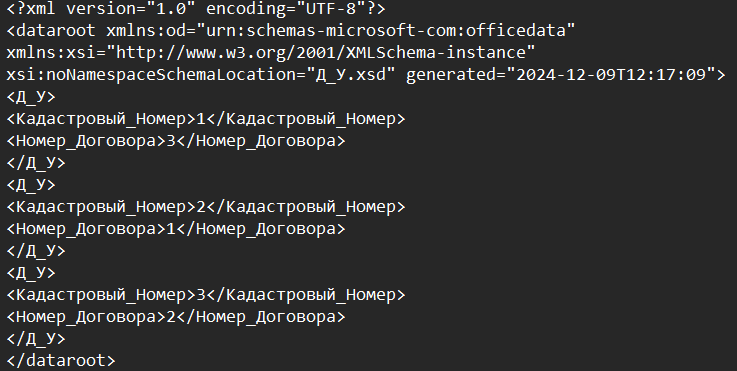 <?xml version="1.0" encoding="UTF-8"?>
<dataroot xmlns:od="urn:schemas-microsoft-com:officedata"
xmlns:xsi="http://www.w3.org/2001/XMLSchema-instance"
xsi:noNamespaceSchemaLocation="Д_У.xsd" generated="2024-12-09T12:17:09">
<Д_У>
<Кадастровый_Номер>1</Кадастровый_Номер>
<Номер_Договора>3</Номер_Договора>
</Д_У>
<Д_У>
<Кадастровый_Номер>2</Кадастровый_Номер>
<Номер_Договора>1</Номер_Договора>
</Д_У>
<Д_У>
<Кадастровый_Номер>3</Кадастровый_Номер>
<Номер_Договора>2</Номер_Договора>
</Д_У>
</dataroot>